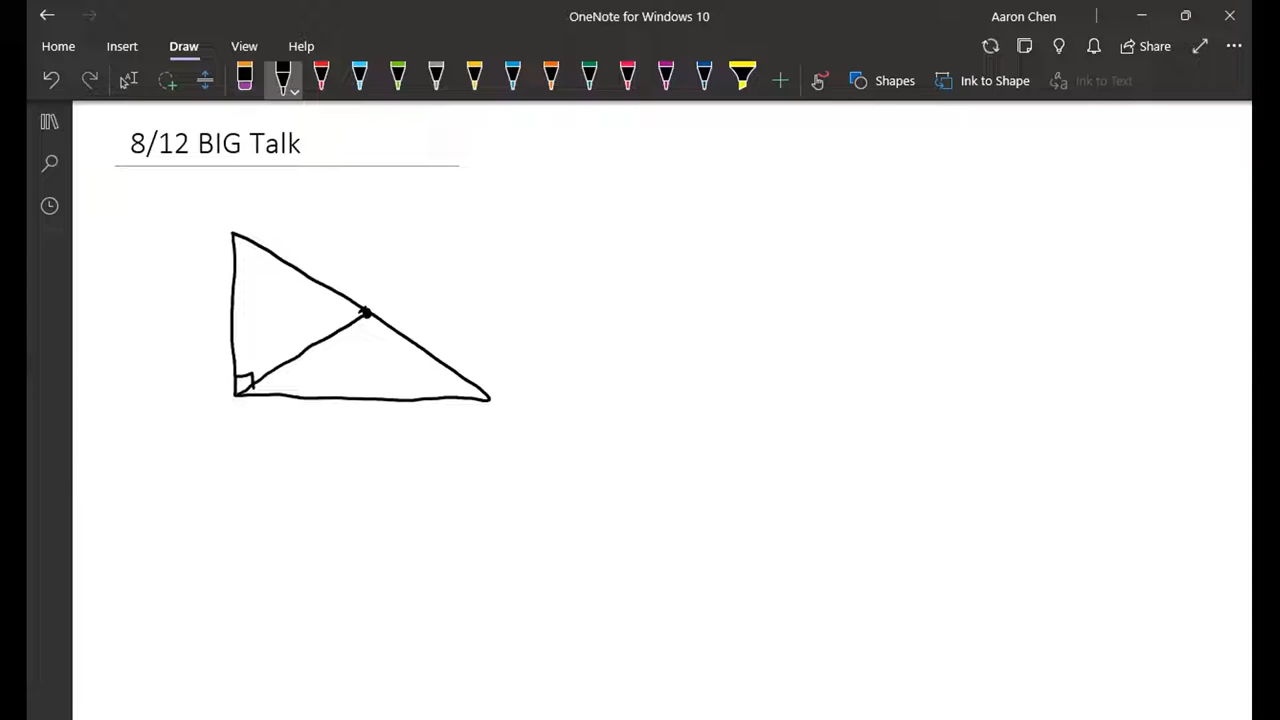 OneNote for Windows 10
Aaron Chen
Home
Insert
Draw
View
Help
Share
Shapes
Ink to Shape
Ink to Text
8/12 BIG Talk